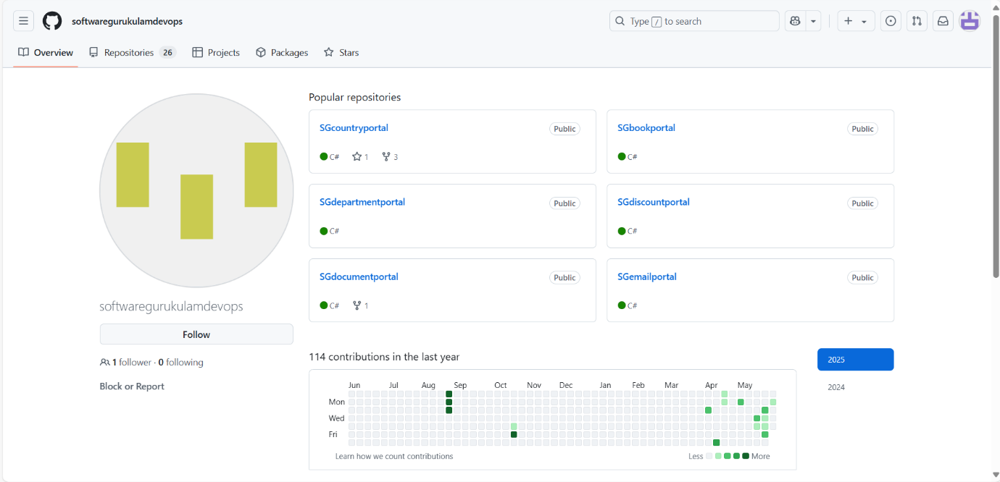 softwaregurukulamdevops
Type / to search
Overview Repositories 26 Projects Packages Stars
Popular repositories
SGcountryportal Public
C# 1 3
SGbookportal Public
C#
SGdepartmentportal Public
C#
SGdiscountportal Public
C#
SGdocumentportal Public
C# 1
SGemailportal Public
C#
softwaregurukulamdevops
Follow
1 follower · 0 following
Block or Report
114 contributions in the last year
2025
2024
Jun Jul Aug Sep Oct Nov Dec Jan Feb Mar Apr May
Mon
Wed
Fri
Learn how we count contributions
Less More